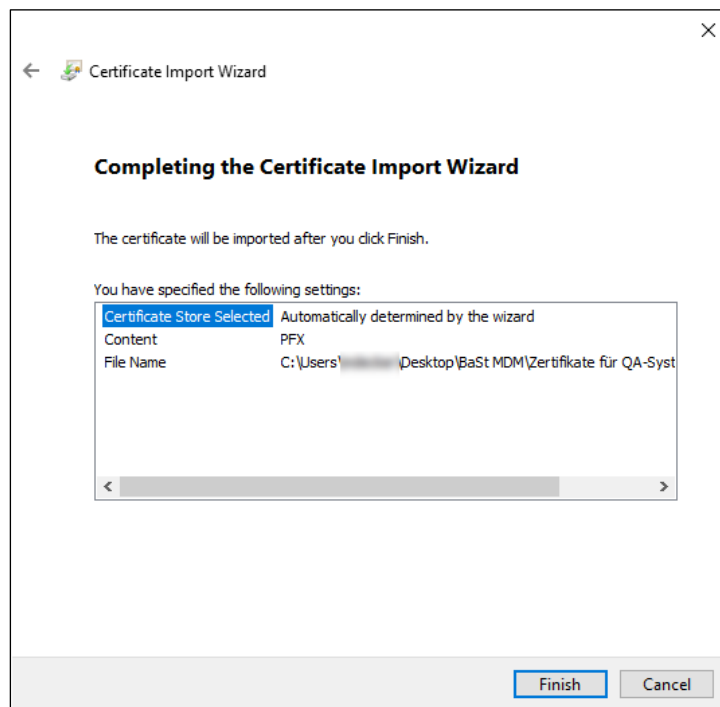 Certificate Import Wizard
Completing the Certificate Import Wizard
The certificate will be imported after you click Finish.
You have specified the following settings:
Certificate Store Selected Automatically determined by the wizard
Content PFX
File Name C:\Users\ \Desktop\BaSt MDM\Zertifikate für QA-Syst
Finish Cancel